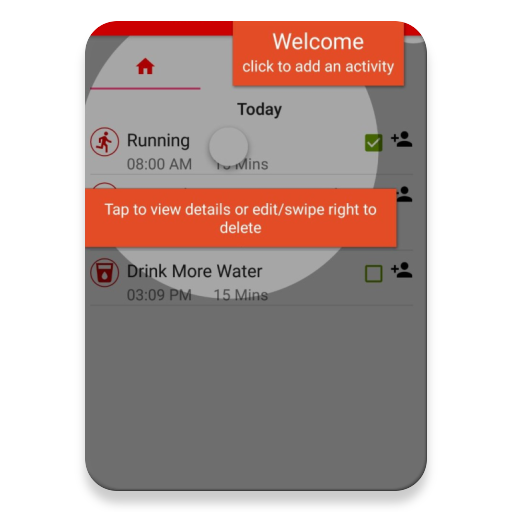 Welcome
click to add an activity
Today
Running
08:00 AM 10 Mins
Tap to view details or edit/swipe right to
delete
Drink More Water
03:09 PM 15 Mins